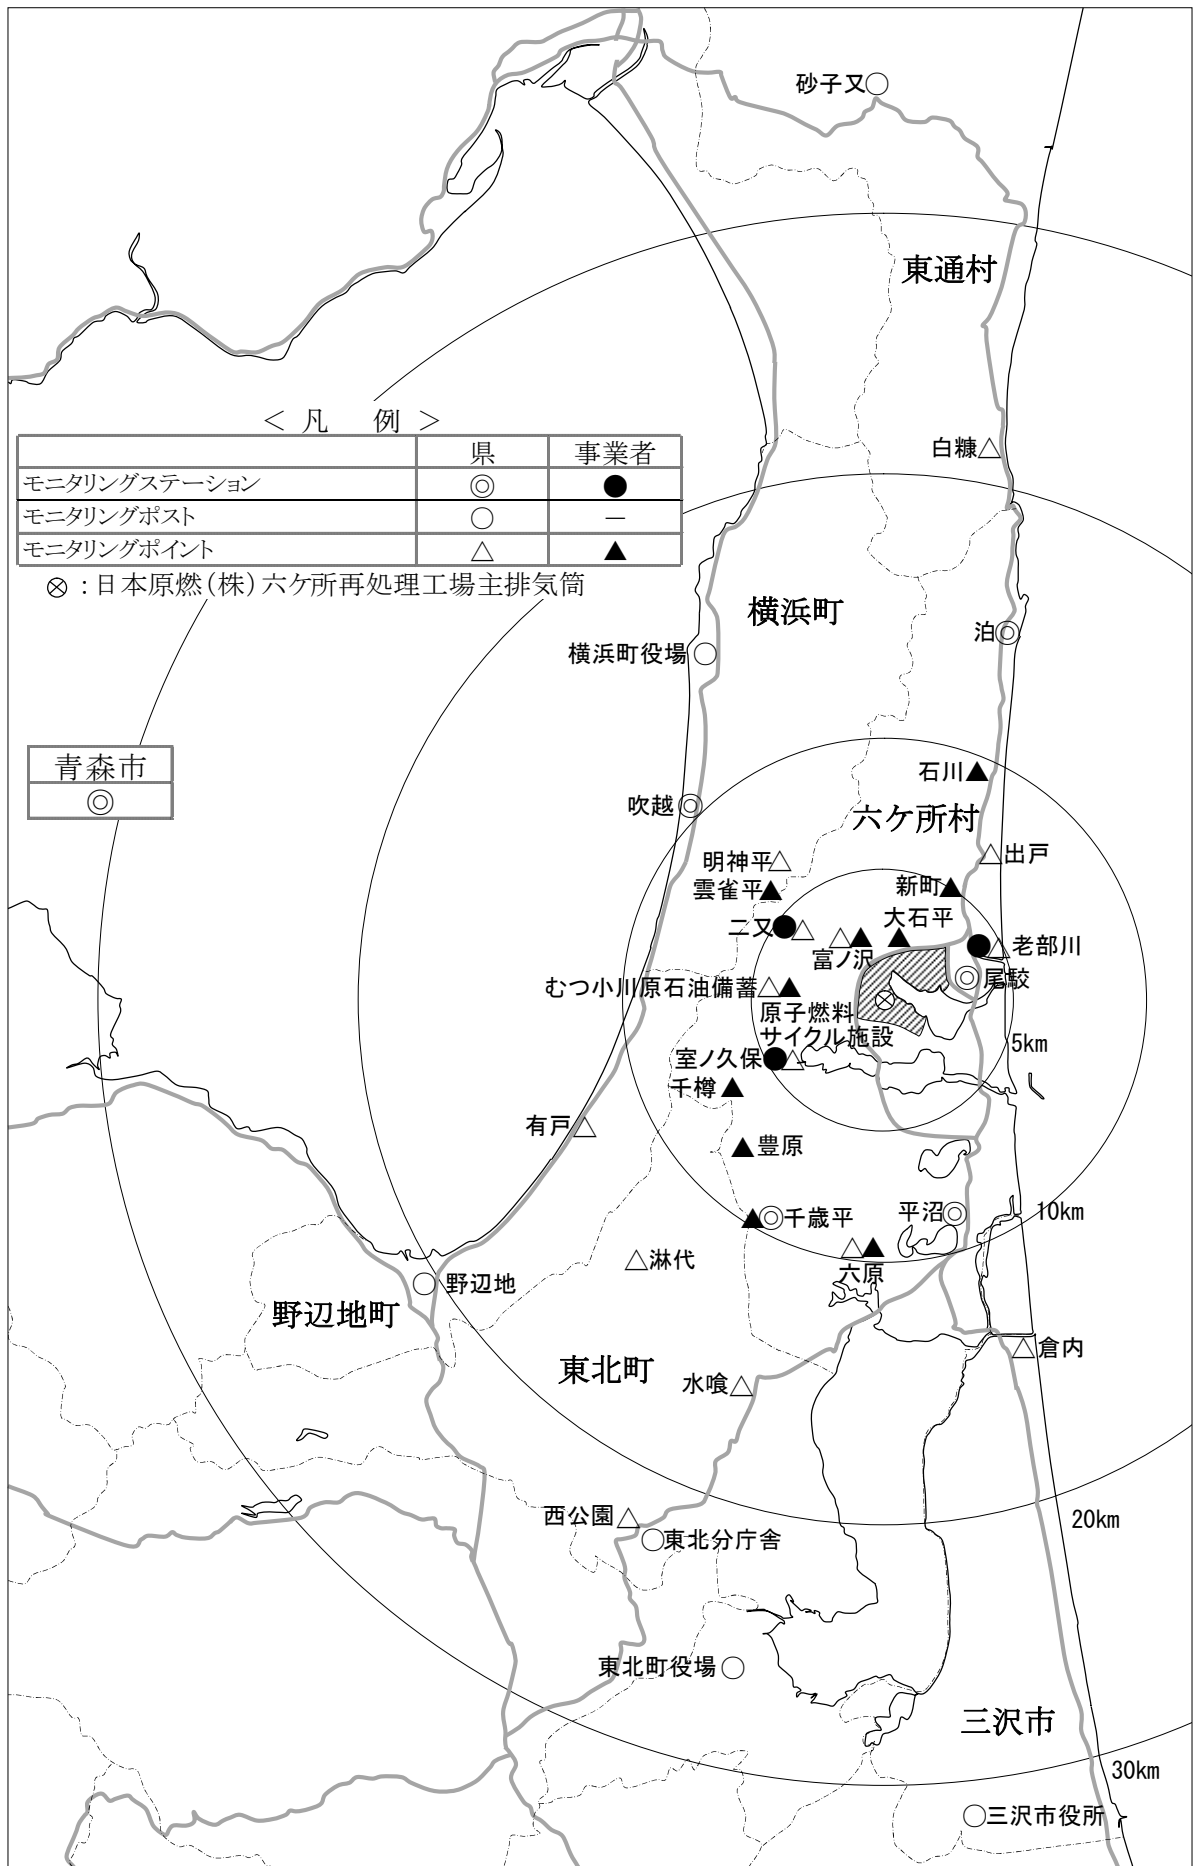 砂子又○
東通村
< 凡 例 >
県 事業者
白糠△
モニタリングステーション ◎ ●
モニタリングポスト ○ −
モニタリングポイント △ ▲
⊗ : 日本原燃(株)六ケ所再処理工場主排気筒
横浜町
泊◎
横浜町役場 ○
青森市
◎
石川▲
吹越◎
六ケ所村
明神平△
△出戸
雲雀平▲
新町▲
大石平
▲
二又●△
△▲
富ノ沢
●△老部川
◎尾駮
むつ小川原石油備蓄△▲
⊗
原子燃料
サイクル施設
5km
室ノ久保●△
千樽▲
有戸△
▲豊原
10km
▲◎千歳平
平沼◎
△淋代
△▲
六原
○ 野辺地
野辺地町
△倉内
東北町
水喰△
西公園△
20km
○東北分庁舎
東北町役場○
三沢市
30km
○三沢市役所